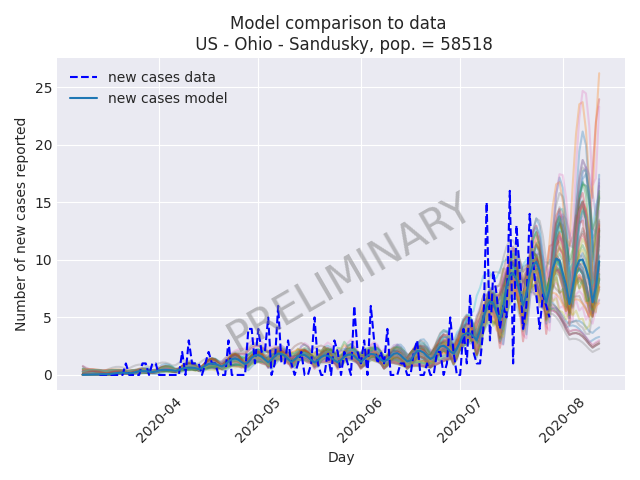 Model comparison to data
US - Ohio - Sandusky, pop. = 58518
new cases data
new cases model
PRELIMINARY
Number of new cases reported
25
20
15
10
5
0
2020-04
2020-05
2020-06
2020-07
2020-08
Day